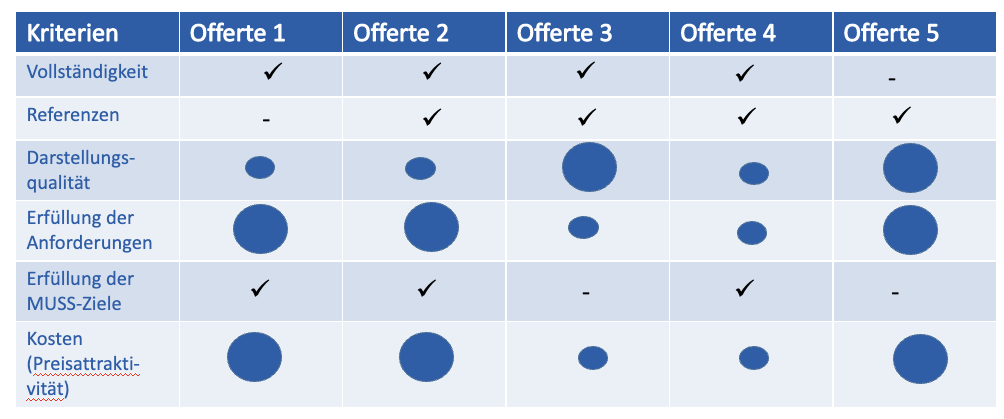 Kriterien Offerte 1 Offerte 2 Offerte 3 Offerte 4 Offerte 5
Vollständigkeit ✓ ✓ ✓ ✓ -
Referenzen - ✓ ✓ ✓ ✓
Darstellungs-
qualität
Erfüllung der
Anforderungen
Erfüllung der
MUSS-Ziele ✓ ✓ - ✓ -
Kosten
(Preisattrakti-
vität)